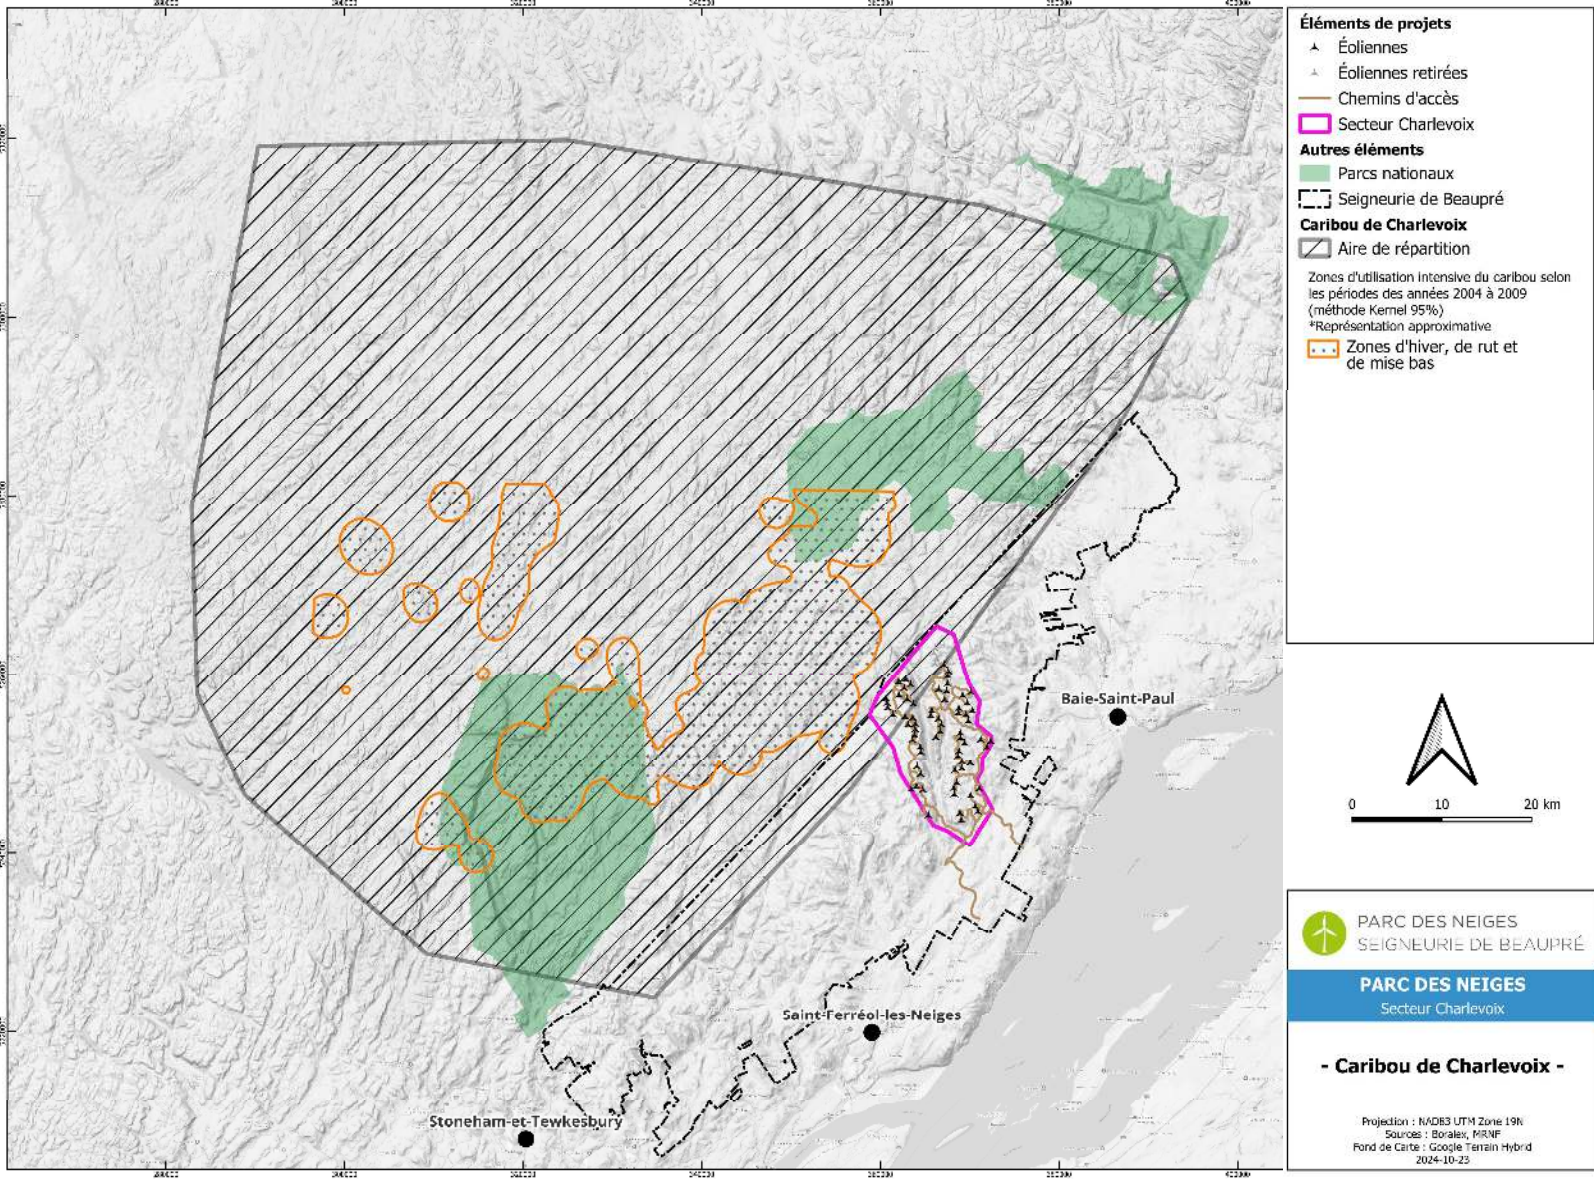 Éléments de projets
Éoliennes
Éoliennes retirées
Chemins d'accès
Secteur Charlevoix
Autres éléments
Parcs nationaux
Seigneurie de Beaupré
Caribou de Charlevoix
Aire de répartition
Zones d'utilisation intensive du caribou selon
les périodes des années 2004 à 2009
(méthode Kernel 95%)
*Représentation approximative
Zones d'hiver, de rut et
de mise bas
Baie-Saint-Paul
Saint-Ferréol-les-Neiges
Stoneham-et-Tewkesbury
0 10 20 km
PARC DES NEIGES
SEIGNEURIE DE BEAUPRÉ
PARC DES NEIGES
Secteur Charlevoix
- Caribou de Charlevoix -
Projection : NAD83 UTM Zone 19N
Sources : Boralex, MRNF
Fond de Carte : Google Terrain Hybrid
2024-10-23